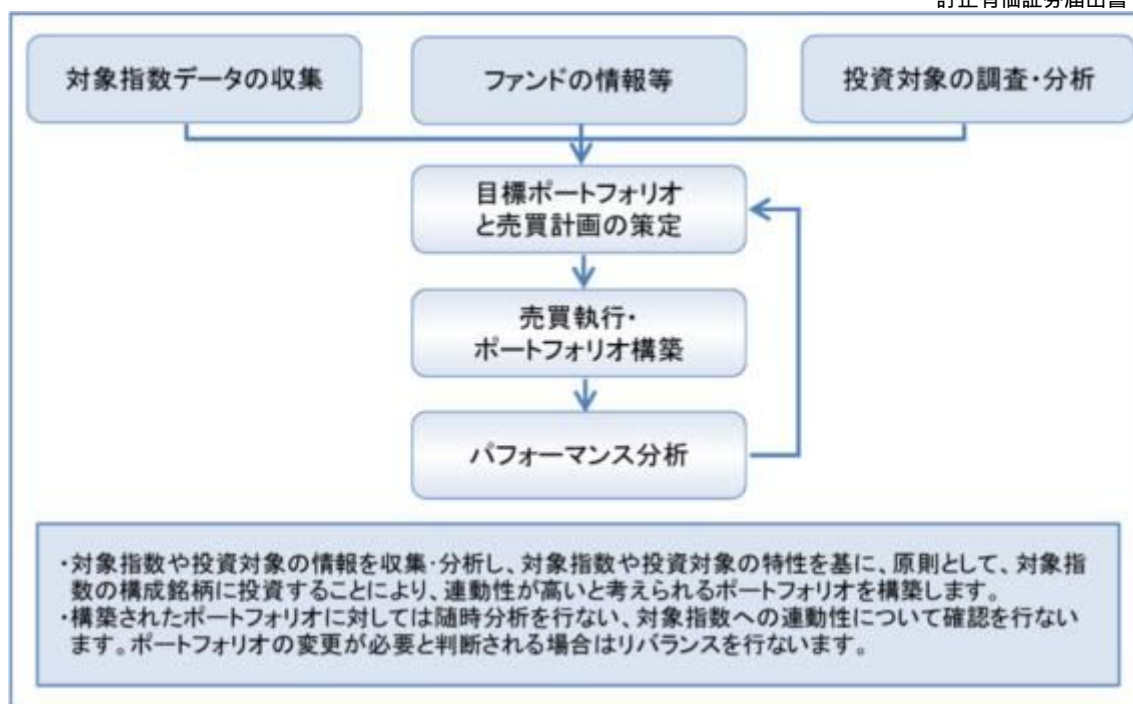 訂正有価証券届出書
対象指数データの収集
ファンドの情報等
投資対象の調査・分析
目標ポートフォリオ
と売買計画の策定
売買執行・
ポートフォリオ構築
パフォーマンス分析
・対象指数や投資対象の情報を収集・分析し、対象指数や投資対象の特性を基に、原則として、対象指
数の構成銘柄に投資することにより、連動性が高いと考えられるポートフォリオを構築します。
・構築されたポートフォリオに対しては随時分析を行ない、対象指数への連動性について確認を行ない
ます。ポートフォリオの変更が必要と判断される場合はリバランスを行ないます。